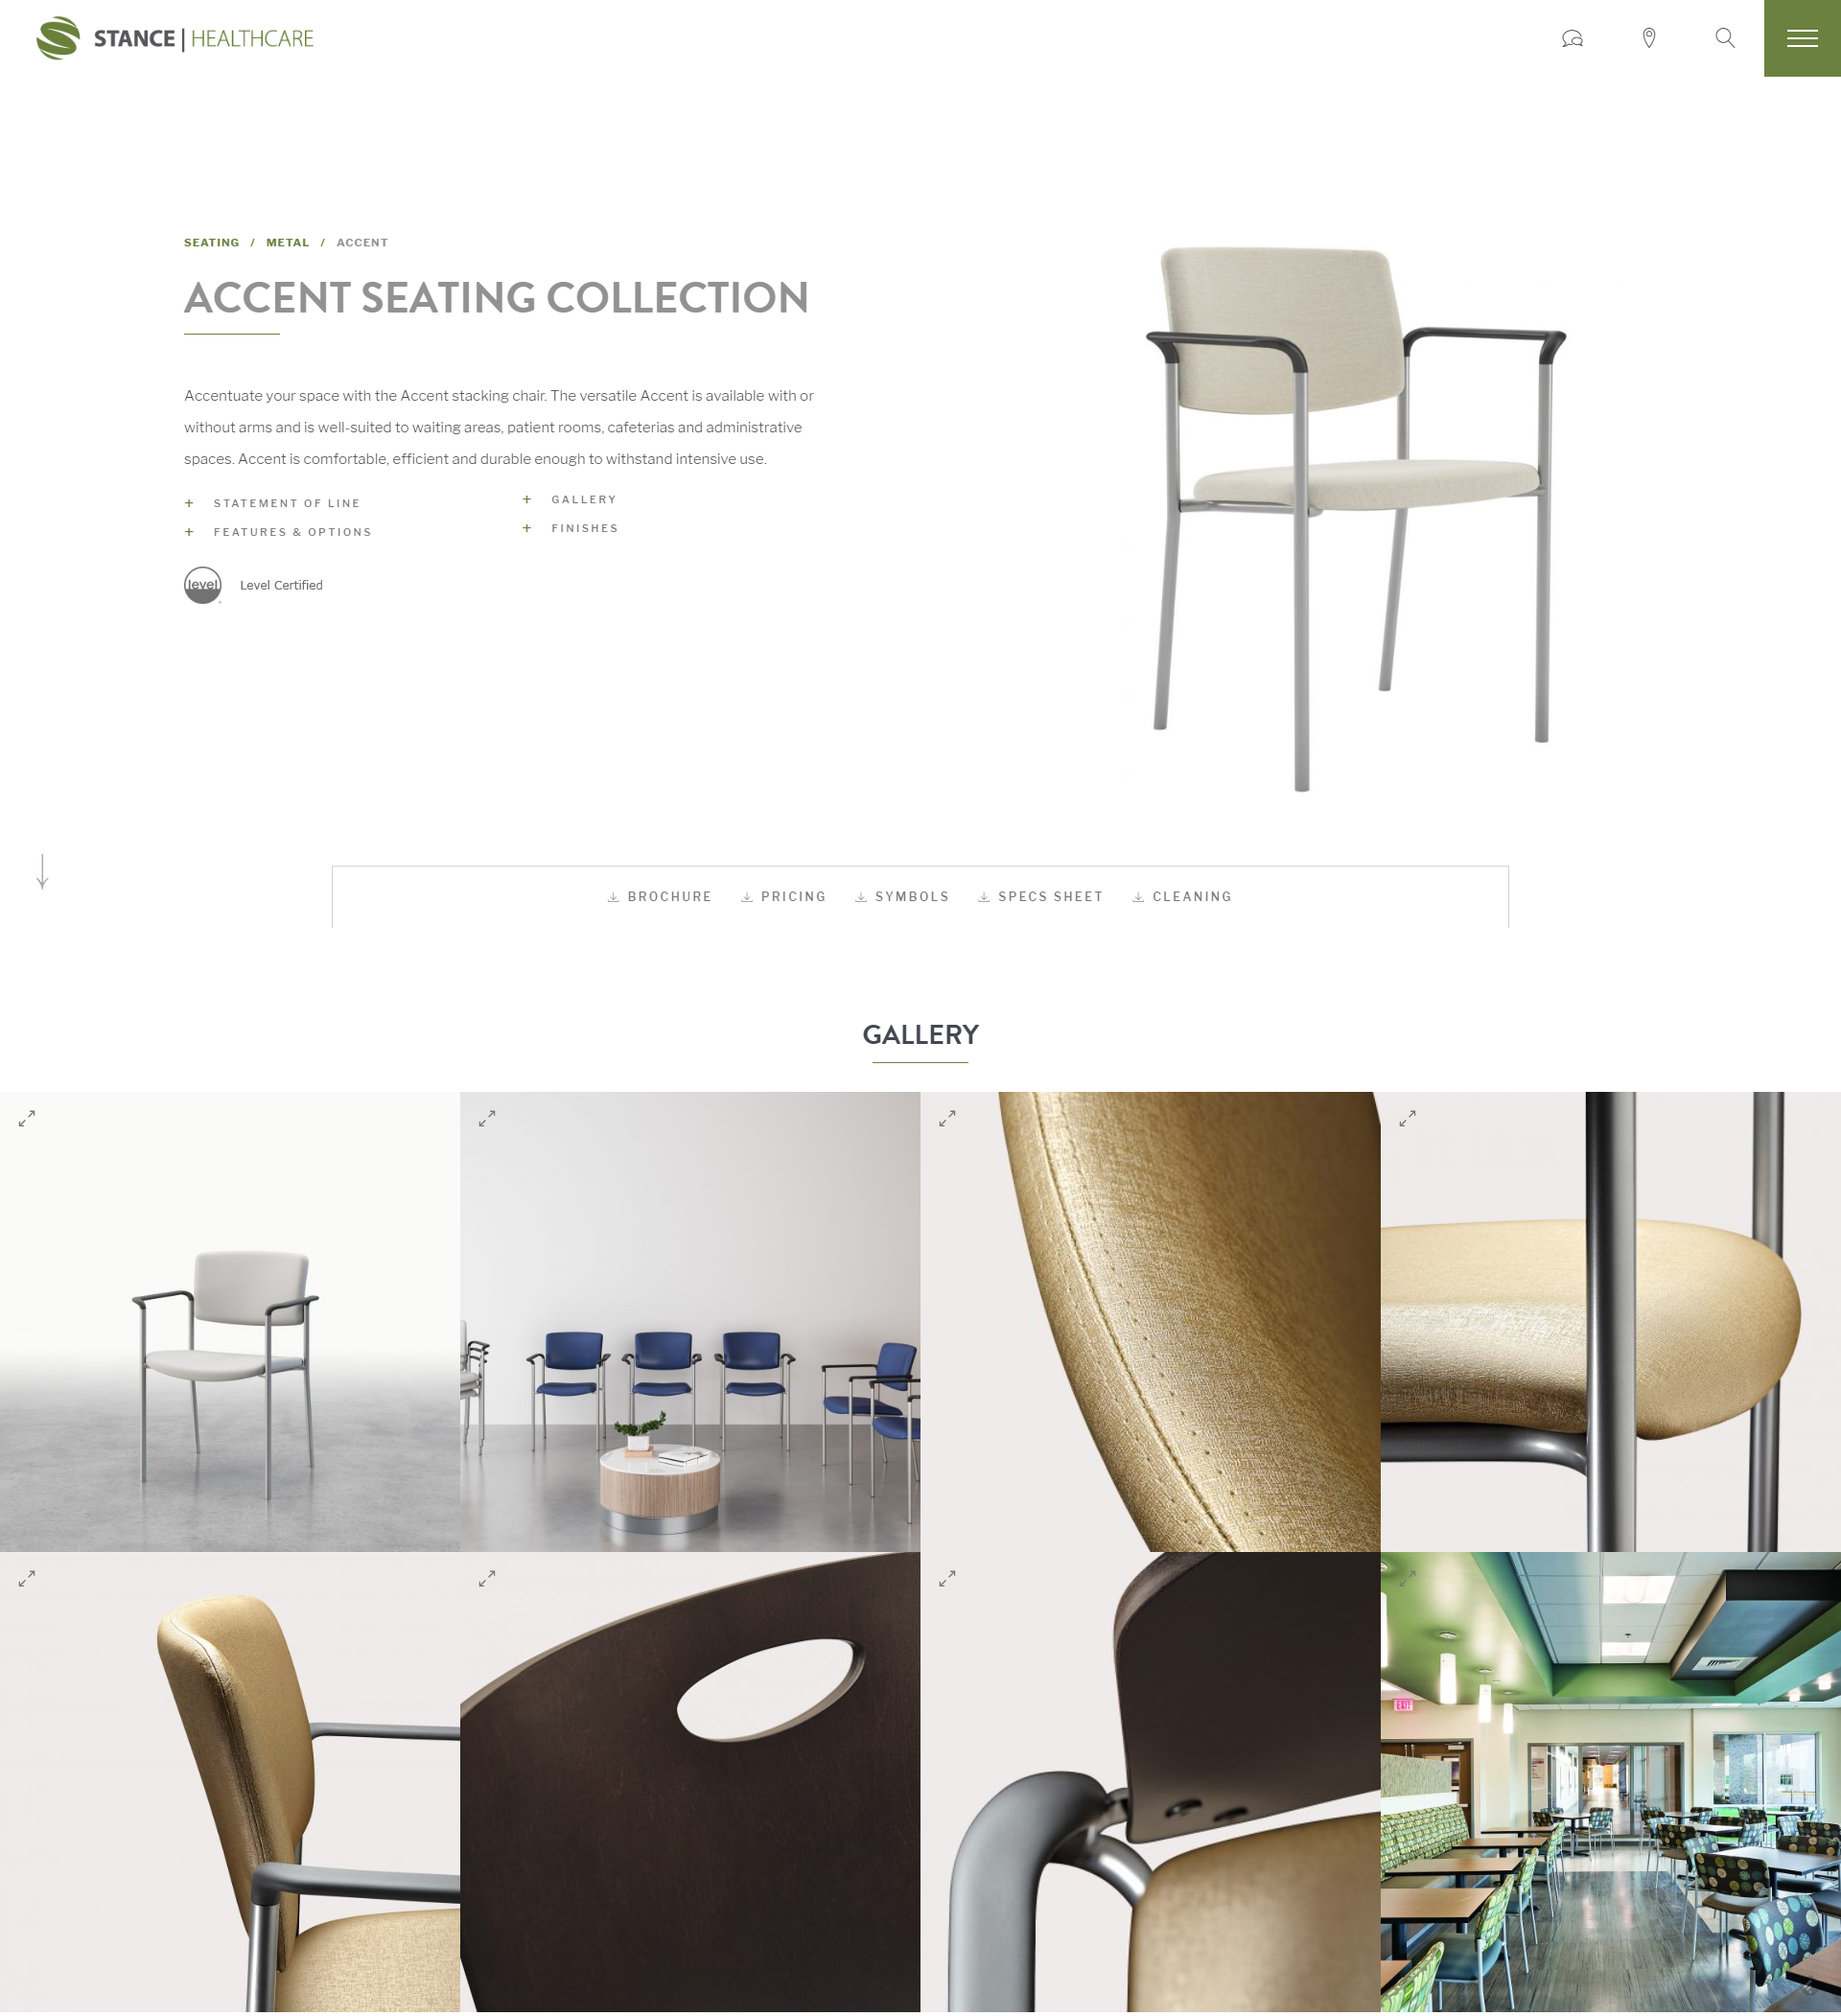 STANCE | HEALTHCARE
SEATING / METAL / ACCENT
ACCENT SEATING COLLECTION
Accentuate your space with the Accent stacking chair. The versatile Accent is available with or
without arms and is well-suited to waiting areas, patient rooms, cafeterias and administrative
spaces. Accent is comfortable, efficient and durable enough to withstand intensive use.
+ STATEMENT OF LINE
+ FEATURES & OPTIONS
+ GALLERY
+ FINISHES
level
Level Certified
BROCHURE PRICING SYMBOLS SPECS SHEET CLEANING
GALLERY
EXIT